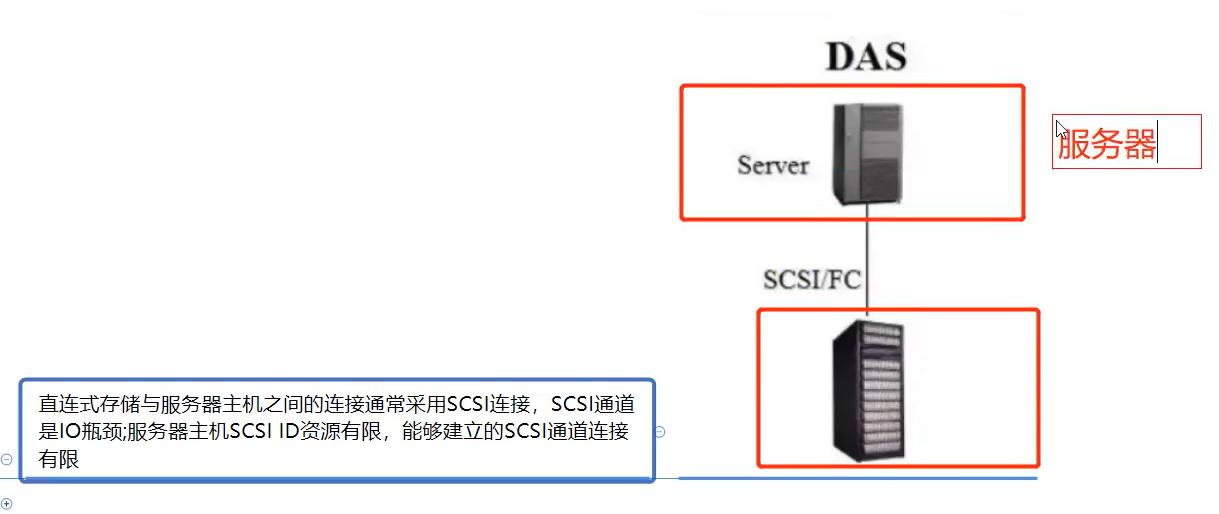 DAS
服务器
Server
SCSI/FC
直连式存储与服务器主机之间的连接通常采用SCSI连接，SCSI通道
是IO瓶颈;服务器主机SCSI ID资源有限，能够建立的SCSI通道连接
有限